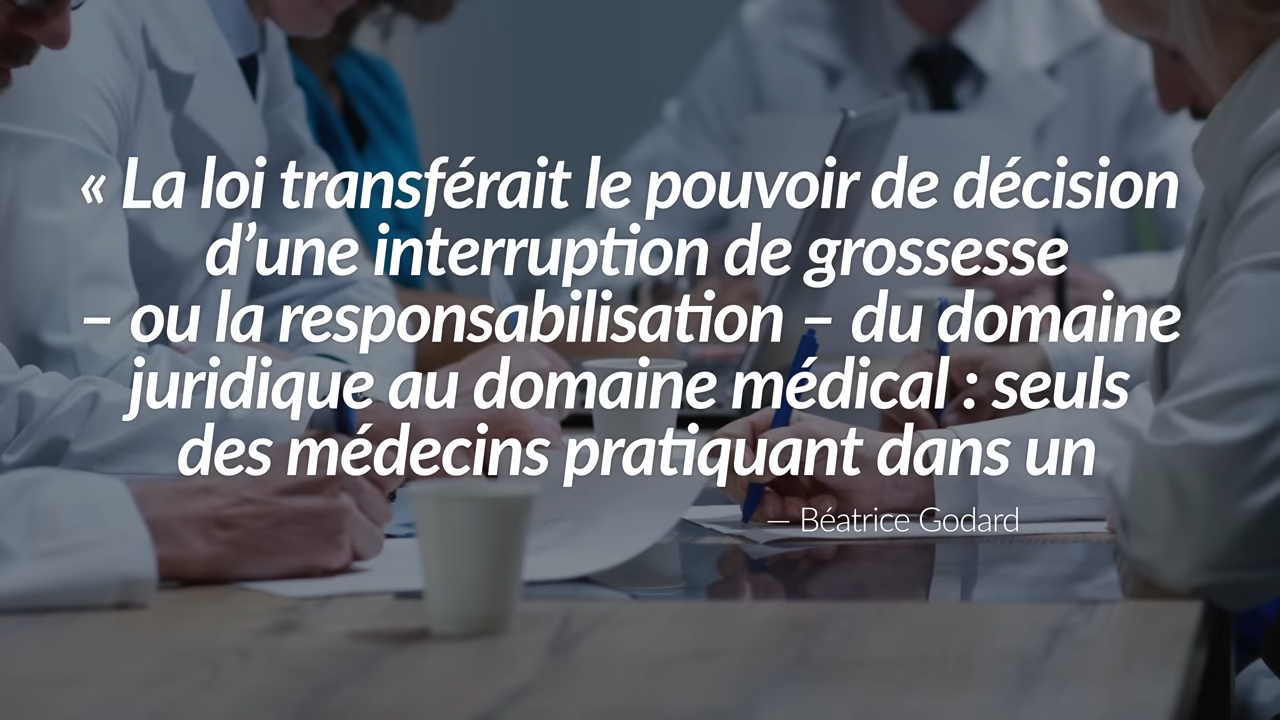 « La loi transférait le pouvoir de décision
d’une interruption de grossesse
– ou la responsabilisation – du domaine
juridique au domaine médical : seuls
des médecins pratiquant dans un
— Béatrice Godard